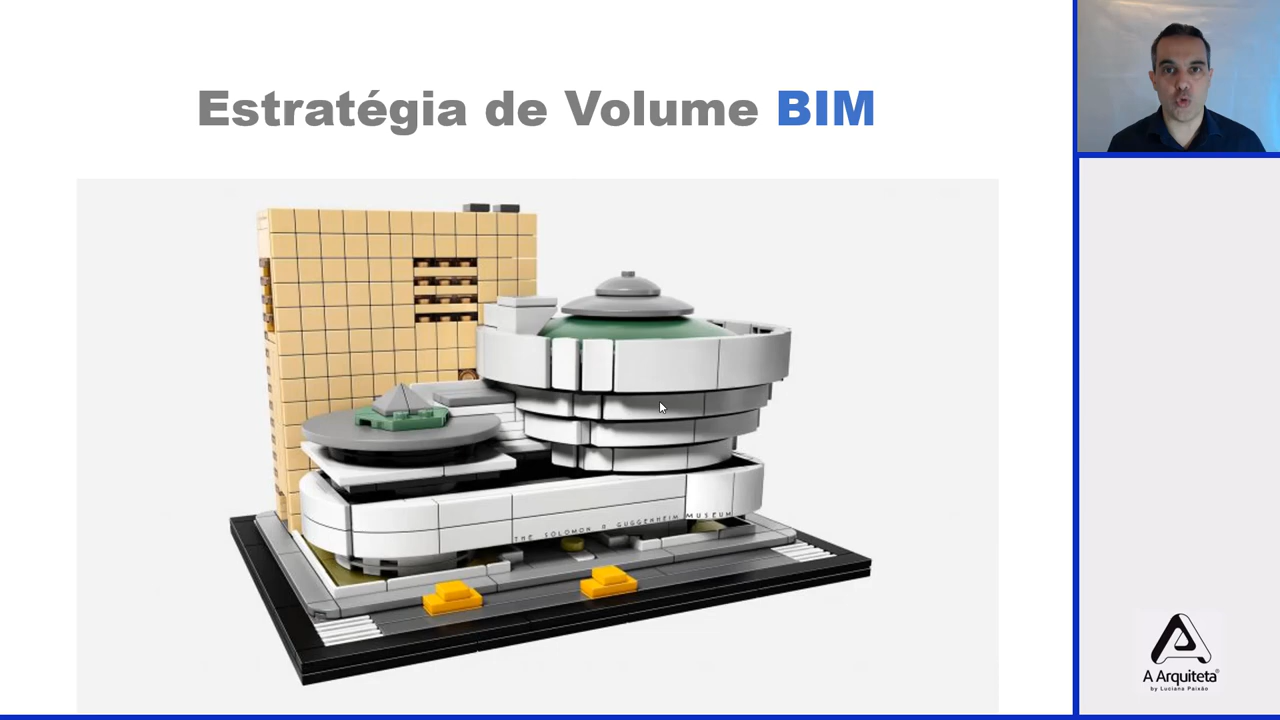 Estratégia de Volume BIM
THE SOLOMON R GUGGENHEIM MUSEUM
A Arquiteta®
by Luciana Paixão